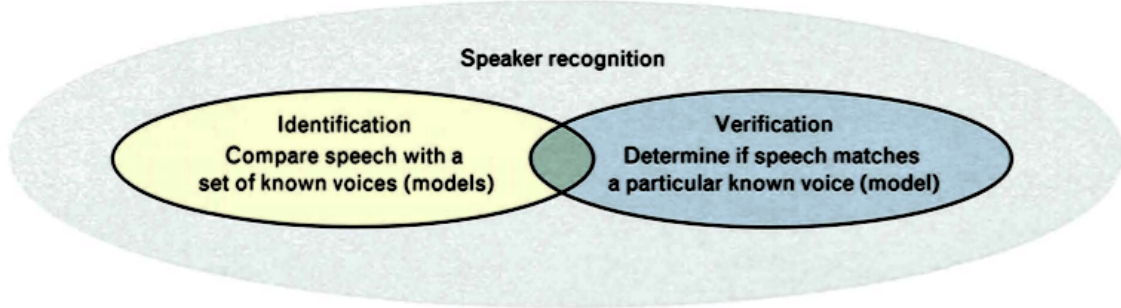 Speaker recognition
Identification
Compare speech with a
set of known voices (models)
Verification
Determine if speech matches
a particular known voice (model)